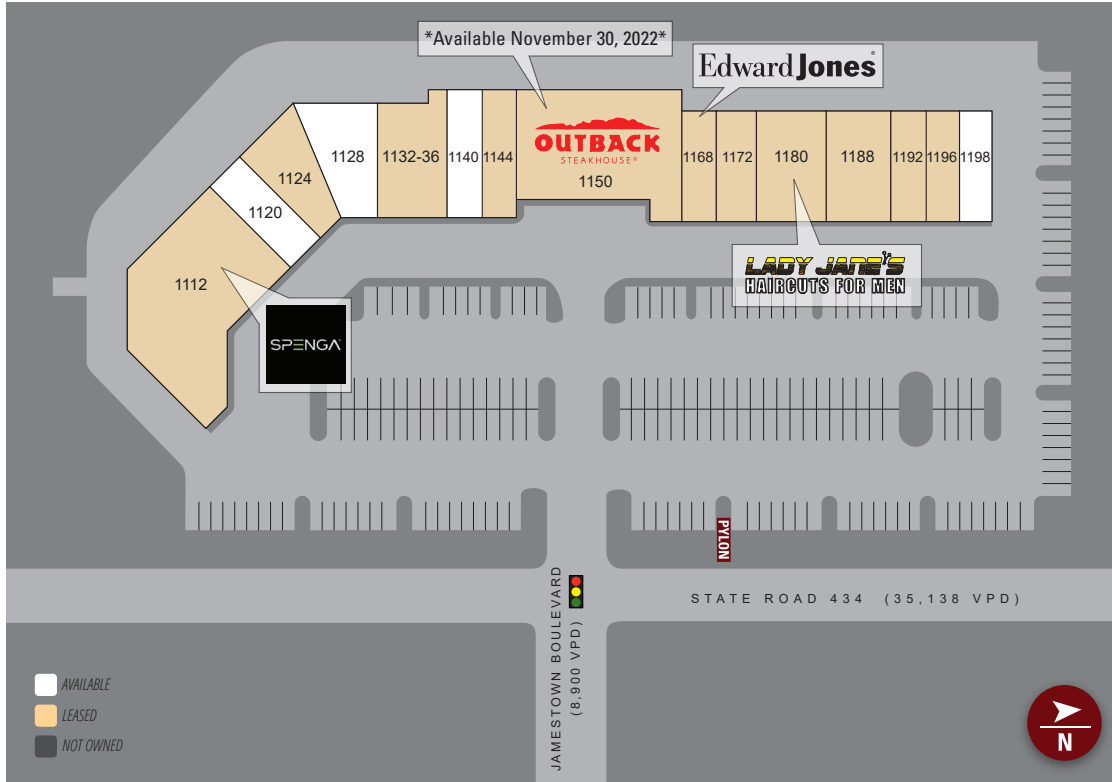 *Available November 30, 2022*
Edward Jones
OUTBACK
STEAKHOUSE®
1150
1128
1132-36
1140
1144
1168
1172
1180
1188
1192
1196
1198
1124
1120
1112
LADY JANE'S
HAIRCUTS FOR MEN
SPENGA
PYLON
JAMESTOWN BOULEVARD
(8,900 VPD)
STATE ROAD 434 (35,138 VPD)
AVAILABLE
LEASED
NOT OWNED
N